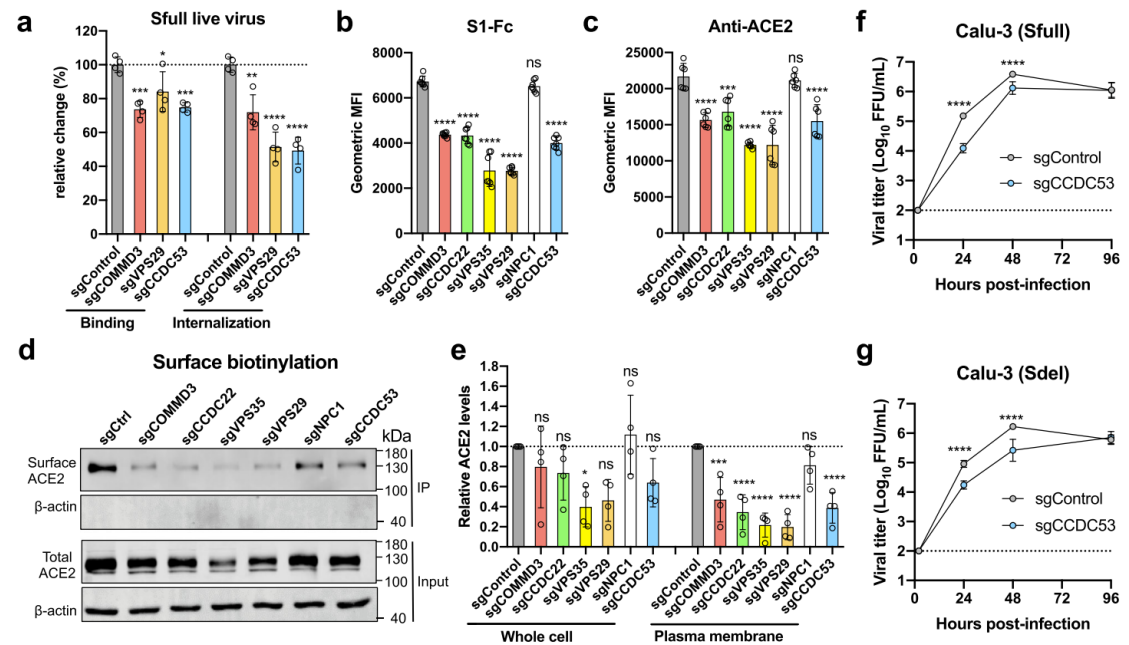 a
Sfull live virus
relative change (%)
120
100
80
60
40
20
0
***
*
***
**
****
****
sgControl
sgCOMMD3
sgVPS29
sgCCDC53
sgControl
sgCOMMD3
sgVPS29
sgCCDC53
Binding
Internalization
b
S1-Fc
Geometric MFI
8000
6000
4000
2000
0
****
****
****
****
ns
****
sgControl
sgCOMMD3
sgCCDC22
sgVPS35
sgVPS29
sgNPC1
sgCCDC53
c
Anti-ACE2
Geometric MFI
25000
20000
15000
10000
5000
0
****
***
****
****
ns
****
sgControl
sgCOMMD3
sgCCDC22
sgVPS35
sgVPS29
sgNPC1
sgCCDC53
f
Calu-3 (Sfull)
Viral titer (Log10 FFU/mL)
7
6
5
4
3
2
1
****
****
sgControl
sgCCDC53
0 24 48 72 96
Hours post-infection
d
Surface biotinylation
sgCtrl
sgCOMMD3
sgCCDC22
sgVPS35
sgVPS29
sgNPC1
sgCCDC53
kDa
Surface
ACE2
180
130
100
β-actin
40
IP
Total
ACE2
180
130
100
β-actin
40
Input
e
Relative ACE2 levels
1.8
1.6
1.4
1.2
1.0
0.8
0.6
0.4
0.2
0.0
ns
ns
*
ns
ns
ns
***
****
****
****
ns
****
sgControl
sgCOMMD3
sgCCDC22
sgVPS35
sgVPS29
sgNPC1
sgCCDC53
sgControl
sgCOMMD3
sgCCDC22
sgVPS35
sgVPS29
sgNPC1
sgCCDC53
Whole cell
Plasma membrane
g
Calu-3 (Sdel)
Viral titer (Log10 FFU/mL)
7
6
5
4
3
2
1
****
****
sgControl
sgCCDC53
0 24 48 72 96
Hours post-infection